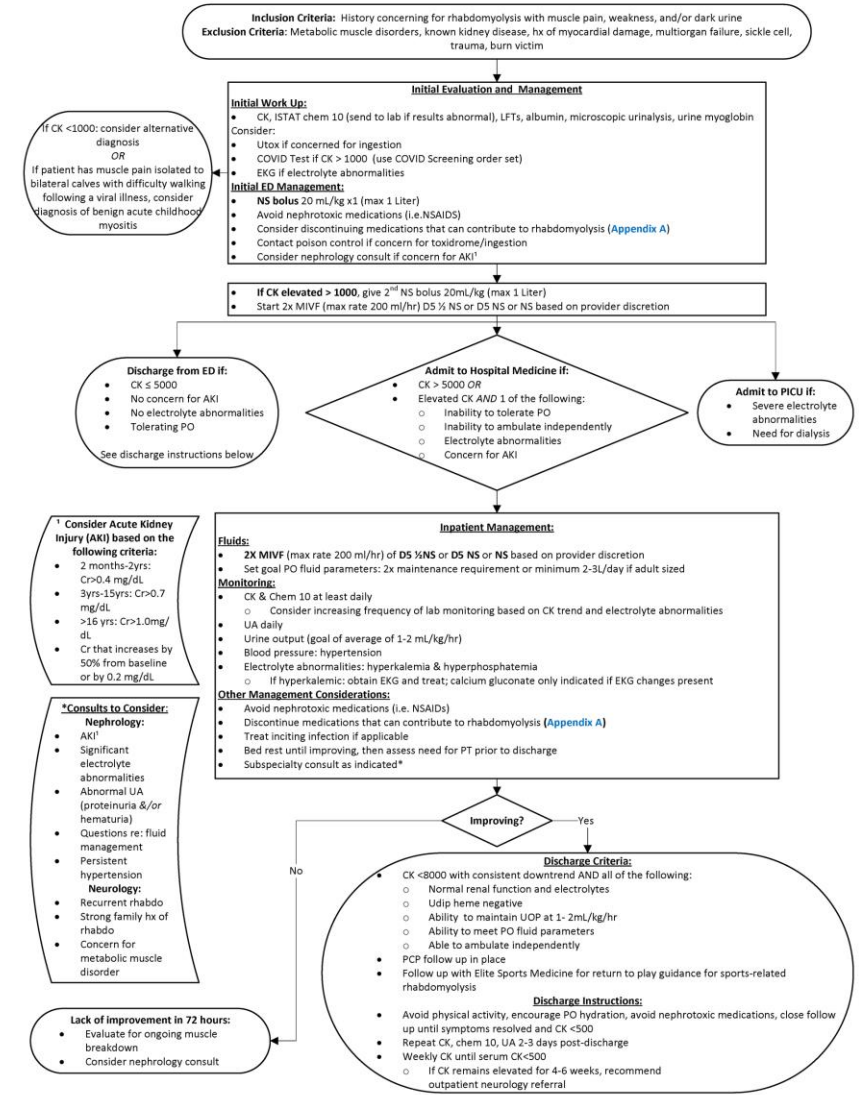 Inclusion Criteria: History concerning for rhabdomyolysis with muscle pain, weakness, and/or dark urine
Exclusion Criteria: Metabolic muscle disorders, known kidney disease, hx of myocardial damage, multiorgan failure, sickle cell,
trauma, burn victim
Initial Evaluation and Management
Initial Work Up:
• CK, ISTAT chem 10 (send to lab if results abnormal), LFTs, albumin, microscopic urinalysis, urine myoglobin
Consider:
• Utox if concerned for ingestion
• COVID Test if CK > 1000 (use COVID Screening order set)
• EKG if electrolyte abnormalities
Initial ED Management:
• NS bolus 20 mL/kg x1 (max 1 Liter)
• Avoid nephrotoxic medications (i.e.NSAIDS)
• Consider discontinuing medications that can contribute to rhabdomyolysis (Appendix A)
• Contact poison control if concern for toxidrome/ingestion
• Consider nephrology consult if concern for AKI¹
If CK <1000: consider alternative
diagnosis
OR
If patient has muscle pain isolated to
bilateral calves with difficulty walking
following a viral illness, consider
diagnosis of benign acute childhood
myositis
• If CK elevated > 1000, give 2nd NS bolus 20mL/kg (max 1 Liter)
• Start 2x MIVF (max rate 200 ml/hr) D5 ½ NS or D5 NS or NS based on provider discretion
Discharge from ED if:
• CK ≤ 5000
• No concern for AKI
• No electrolyte abnormalities
• Tolerating PO
See discharge instructions below
Admit to Hospital Medicine if:
• CK > 5000 OR
• Elevated CK AND 1 of the following:
o Inability to tolerate PO
o Inability to ambulate independently
o Electrolyte abnormalities
o Concern for AKI
Admit to PICU if:
• Severe electrolyte
abnormalities
• Need for dialysis
¹ Consider Acute Kidney
Injury (AKI) based on the
following criteria:
• 2 months-2yrs:
Cr>0.4 mg/dL
• 3yrs-15yrs: Cr>0.7
mg/dL
• >16 yrs: Cr>1.0mg/
dL
• Cr that increases by
50% from baseline
or by 0.2 mg/dL
Inpatient Management:
Fluids:
• 2X MIVF (max rate 200 ml/hr) of D5 ½NS or D5 NS or NS based on provider discretion
• Set goal PO fluid parameters: 2x maintenance requirement or minimum 2-3L/day if adult sized
Monitoring:
• CK & Chem 10 at least daily
o Consider increasing frequency of lab monitoring based on CK trend and electrolyte abnormalities
• UA daily
• Urine output (goal of average of 1-2 mL/kg/hr)
• Blood pressure: hypertension
• Electrolyte abnormalities: hyperkalemia & hyperphosphatemia
o If hyperkalemic: obtain EKG and treat; calcium gluconate only indicated if EKG changes present
Other Management Considerations:
• Avoid nephrotoxic medications (i.e. NSAIDs)
• Discontinue medications that can contribute to rhabdomyolysis (Appendix A)
• Treat inciting infection if applicable
• Bed rest until improving, then assess need for PT prior to discharge
• Subspecialty consult as indicated*
*Consults to Consider:
Nephrology:
• AKI¹
• Significant
electrolyte
abnormalities
• Abnormal UA
(proteinuria &/or
hematuria)
• Questions re: fluid
management
• Persistent
hypertension
Neurology:
• Recurrent rhabdo
• Strong family hx of
rhabdo
• Concern for
metabolic muscle
disorder
Improving?
Yes
No
Discharge Criteria:
• CK <8000 with consistent downtrend AND all of the following:
o Normal renal function and electrolytes
o Udip heme negative
o Ability to maintain UOP at 1- 2mL/kg/hr
o Ability to meet PO fluid parameters
o Able to ambulate independently
• PCP follow up in place
• Follow up with Elite Sports Medicine for return to play guidance for sports-related
rhabdomyolysis
Discharge Instructions:
• Avoid physical activity, encourage PO hydration, avoid nephrotoxic medications, close follow
up until symptoms resolved and CK <500
• Repeat CK, chem 10, UA 2-3 days post-discharge
• Weekly CK until serum CK<500
o If CK remains elevated for 4-6 weeks, recommend
outpatient neurology referral
Lack of improvement in 72 hours:
• Evaluate for ongoing muscle
breakdown
• Consider nephrology consult